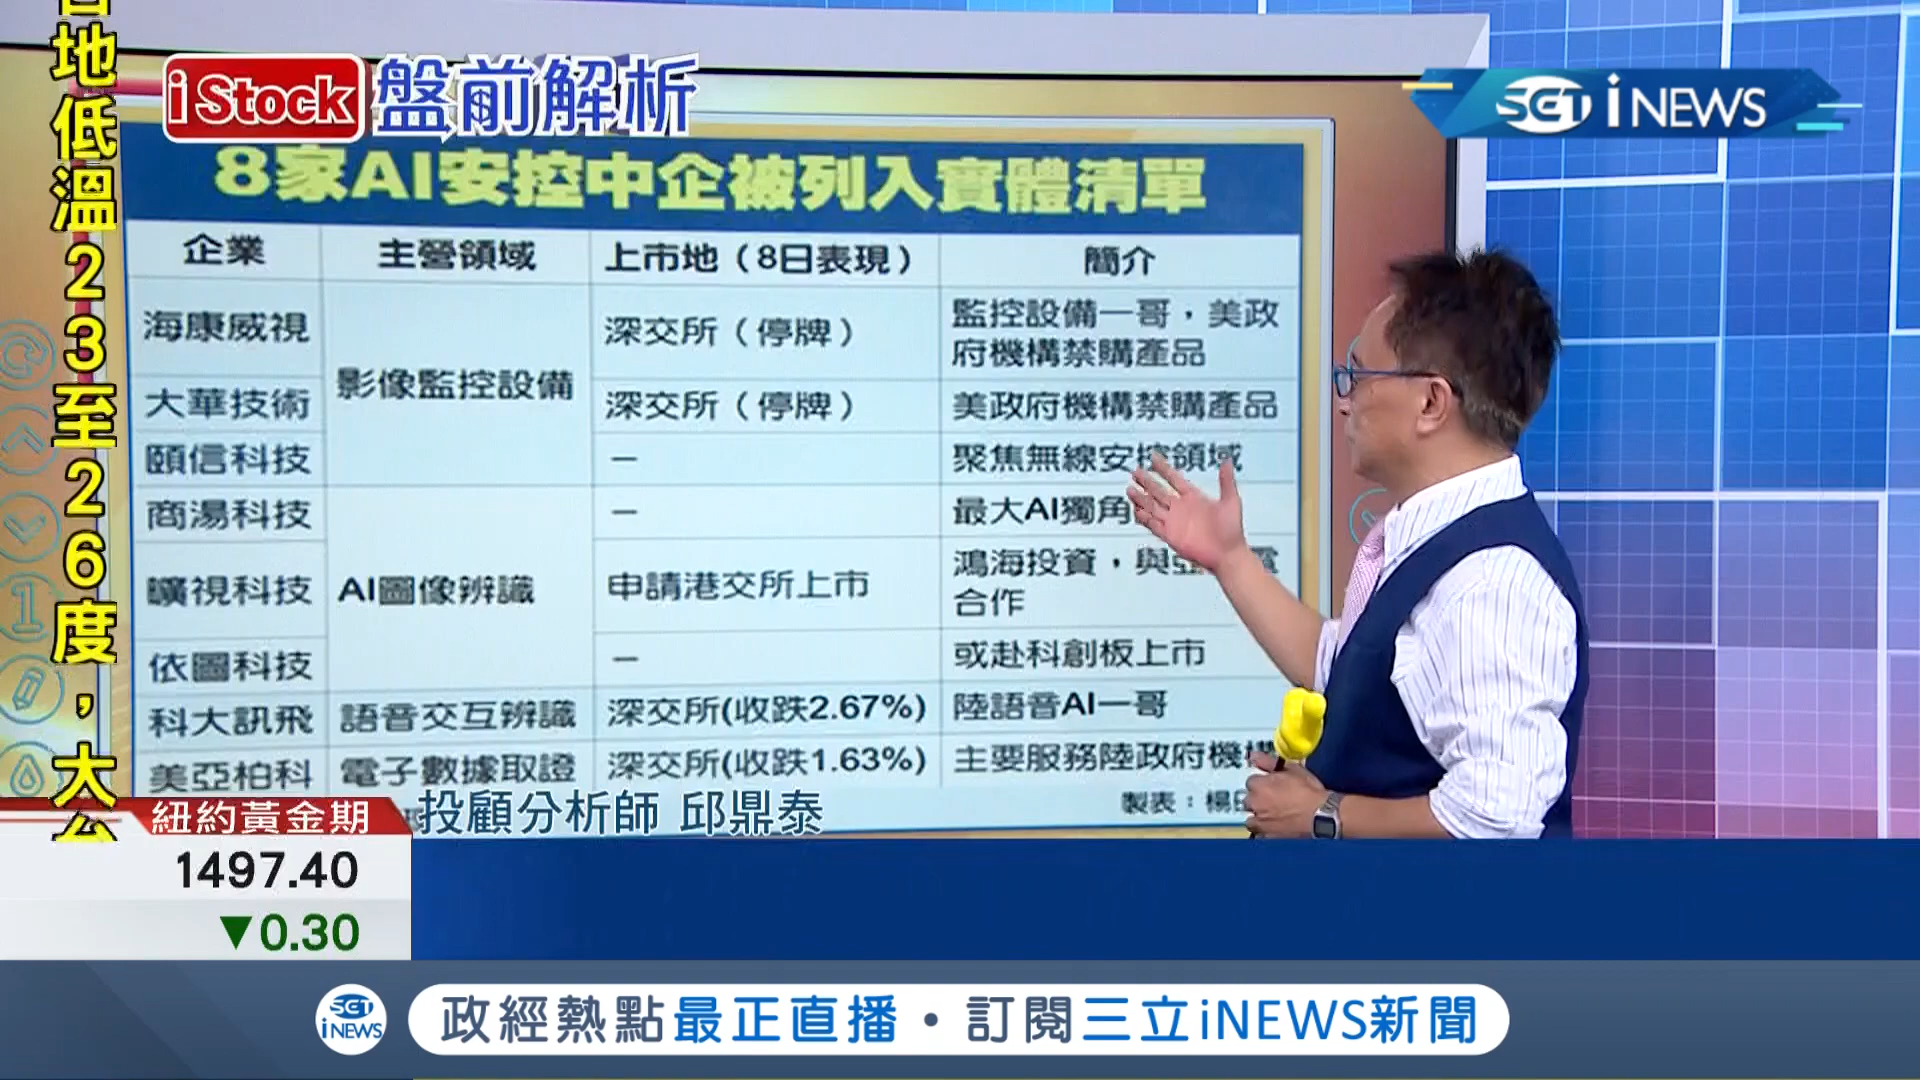 地低溫23至26度，大
iStock 盤前解析
SET iNEWS
8家AI安控中企被列入實體清單
企業 主營領域 上市地（8日表現） 簡介
海康威視 影像監控設備 深交所（停牌） 監控設備一哥，美政
府機構禁購產品
大華技術 深交所（停牌） 美政府機構禁購產品
頤信科技 — 聚焦無線安控領域
商湯科技 AI圖像辨識 — 最大AI獨角
曠視科技 申請港交所上市 鴻海投資，與亞
合作
依圖科技 — 或赴科創板上市
科大訊飛 語音交互辨識 深交所(收跌2.67%) 陸語音AI一哥
美亞柏科 電子數據取證 深交所(收跌1.63%) 主要服務陸政府機
製表：楊
投顧分析師 邱鼎泰
紐約黃金期
1497.40
▼0.30
SET iNEWS
政經熱點最正直播・訂閱三立iNEWS新聞